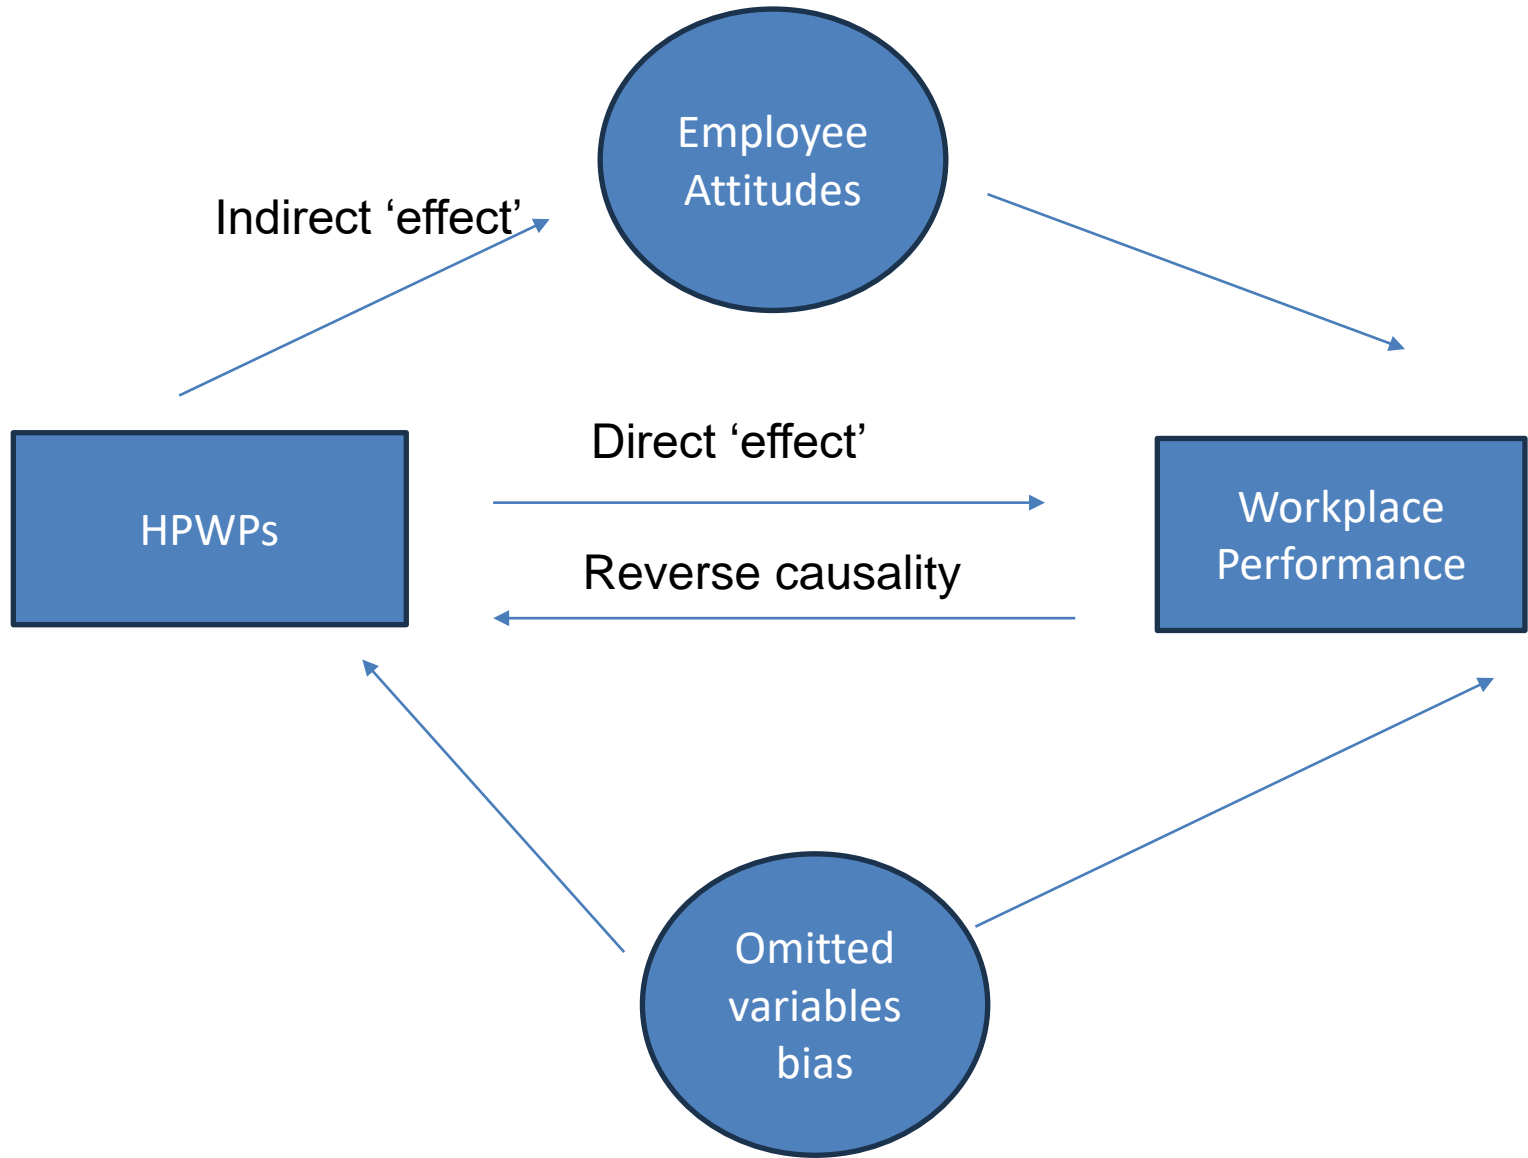 Employee
Attitudes
Indirect ‘effect’
Direct ‘effect’
HPWPs
Workplace
Performance
Reverse causality
Omitted
variables
bias